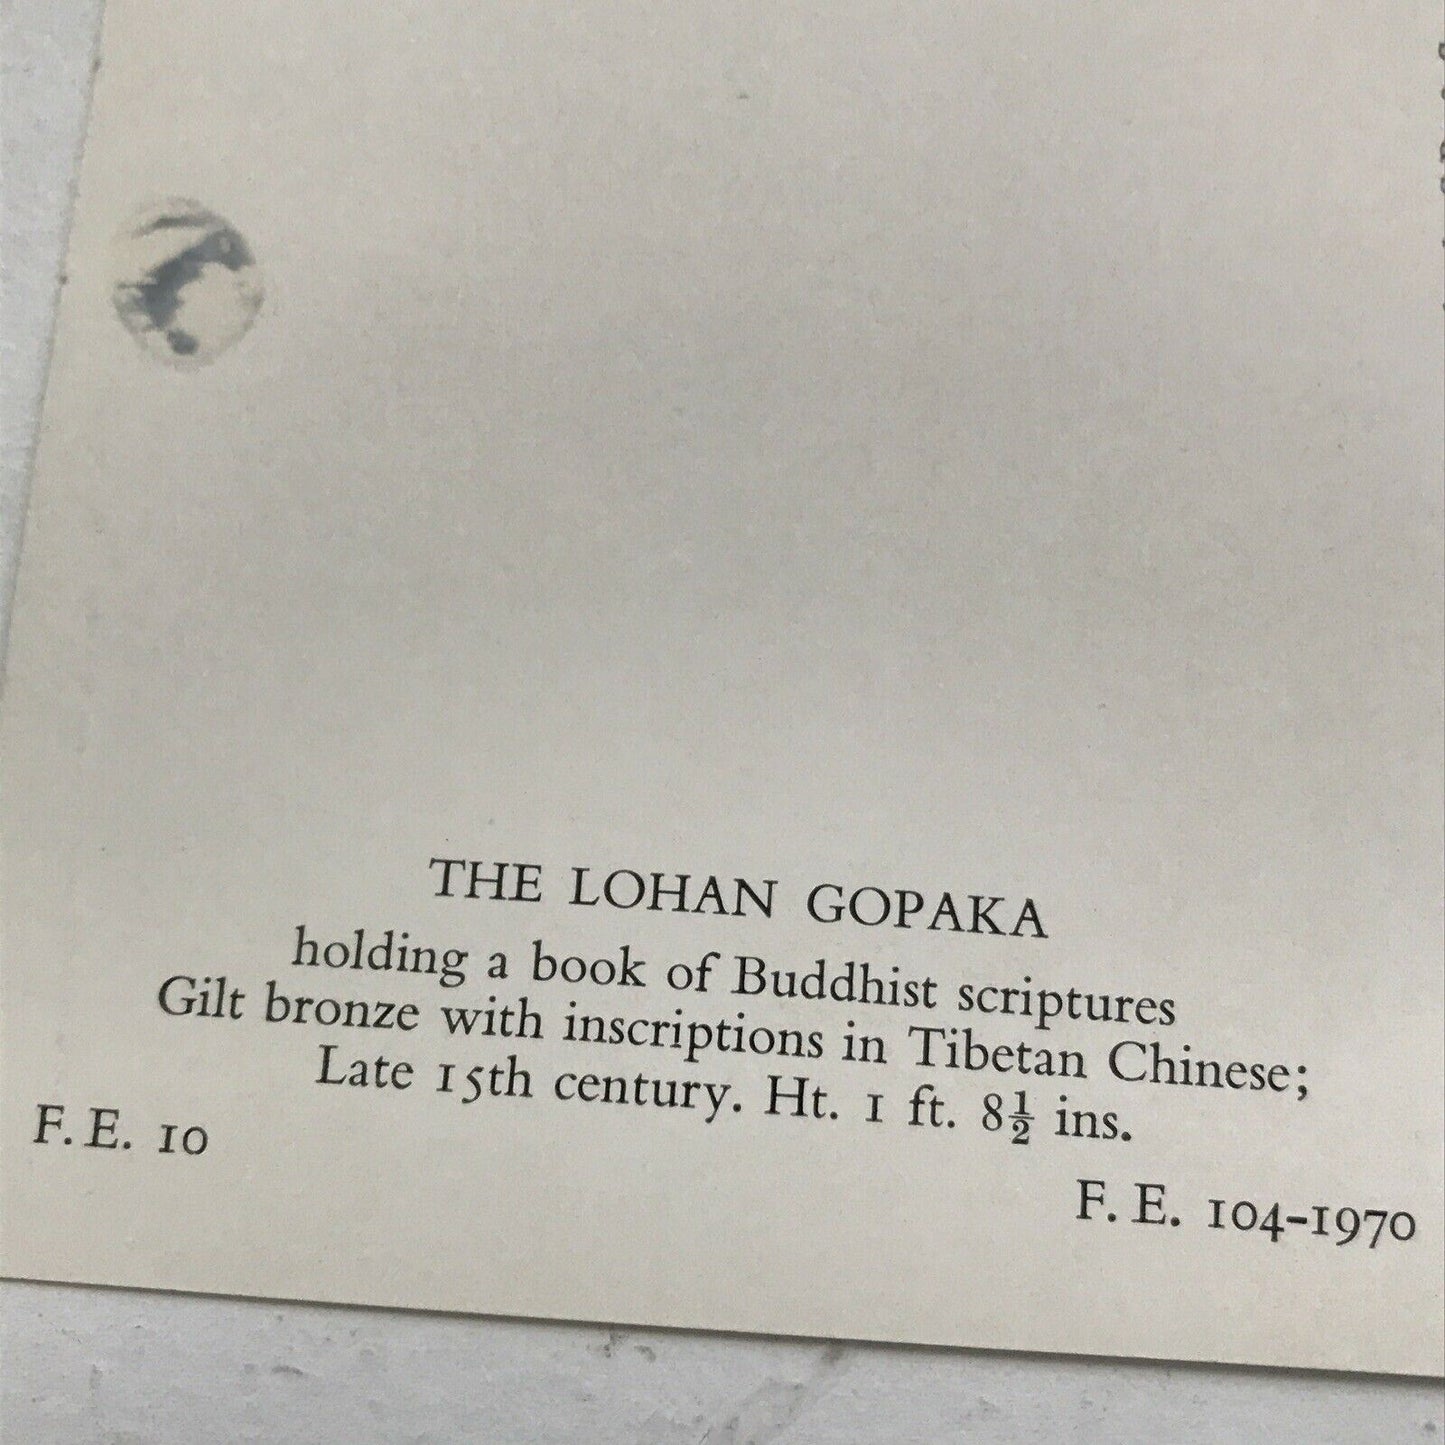 THE LOHAN GOPAKA
holding a book of Buddhist scriptures
Gilt bronze with inscriptions in Tibetan Chinese;
Late 15th century. Ht. 1 ft. 8½ ins.
F. E. 10
F. E. 104–1970